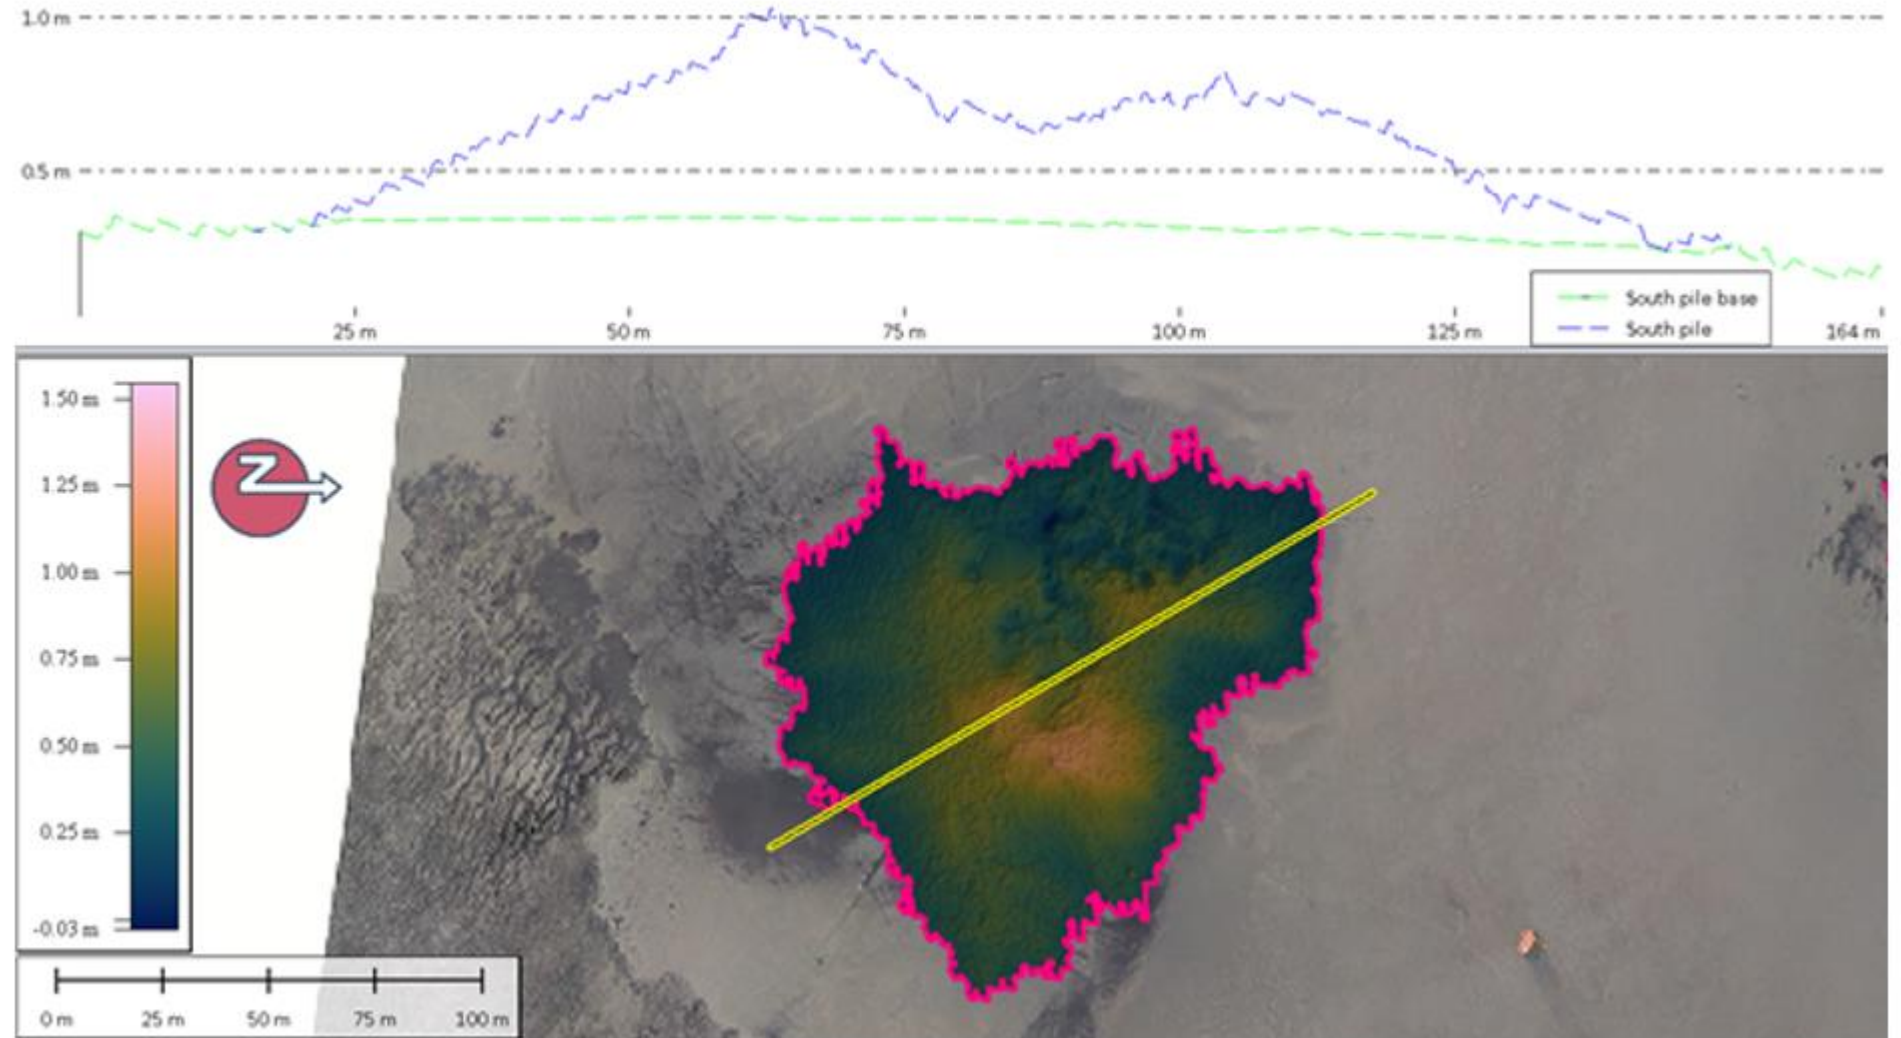 1.0 m
0.5 m
25 m
50 m
75 m
100 m
125 m
164 m
South pile base
South pile
1.50 m
1.25 m
1.00 m
0.75 m
0.50 m
0.25 m
-0.03 m
N
0 m
25 m
50 m
75 m
100 m